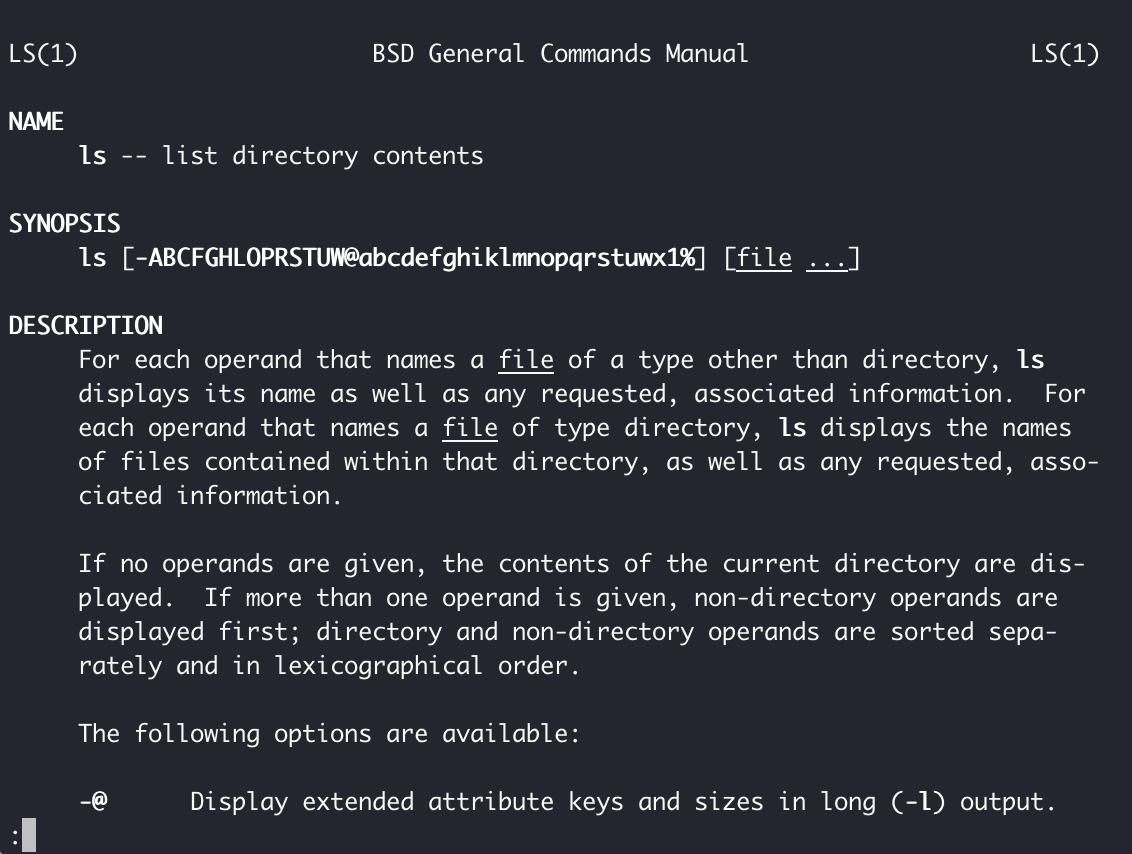 LS(1)                     BSD General Commands Manual                    LS(1)
NAME
     ls -- list directory contents
SYNOPSIS
     ls [-ABCFGHLOPRSTUW@abcdefghiklmnopqrstuwx1%] [file ...]
DESCRIPTION
     For each operand that names a file of a type other than directory, ls
     displays its name as well as any requested, associated information.  For
     each operand that names a file of type directory, ls displays the names
     of files contained within that directory, as well as any requested, asso-
     ciated information.
     If no operands are given, the contents of the current directory are dis-
     played.  If more than one operand is given, non-directory operands are
     displayed first; directory and non-directory operands are sorted sepa-
     rately and in lexicographical order.
     The following options are available:
     -@      Display extended attribute keys and sizes in long (-l) output.
: